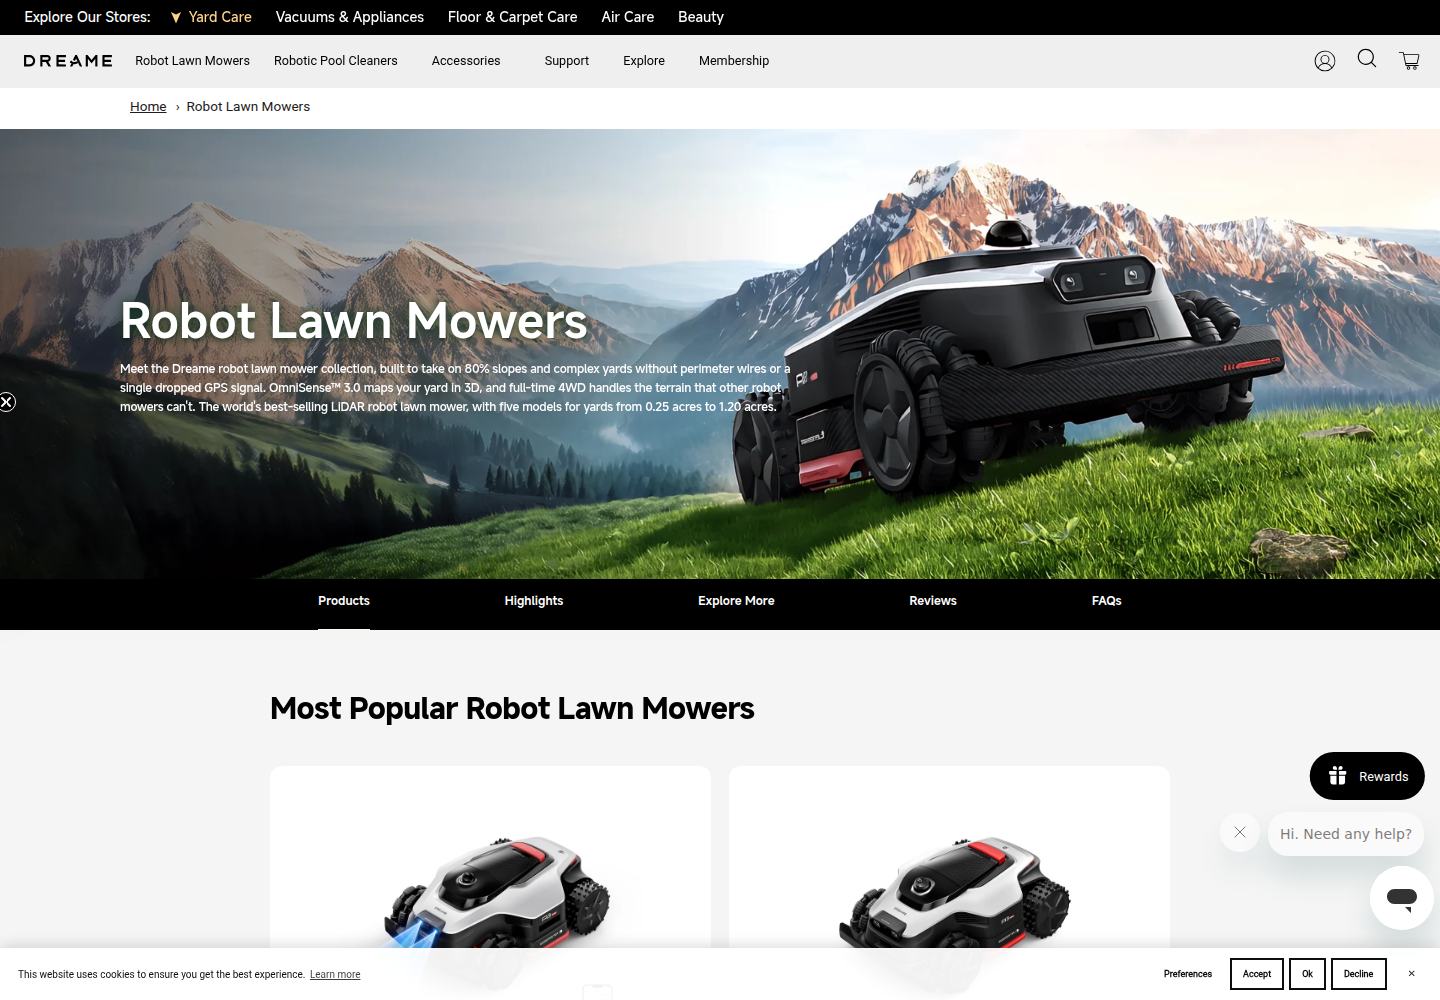 Explore Our Stores:
Yard Care
Vacuums & Appliances
Floor & Carpet Care
Air Care
Beauty
DREAME
Robot Lawn Mowers
Robotic Pool Cleaners
Accessories
Support
Explore
Membership
Home › Robot Lawn Mowers
Robot Lawn Mowers
Meet the Dreame robot lawn mower collection, built to take on 80% slopes and complex yards without perimeter wires or a
single dropped GPS signal. OmniSense™ 3.0 maps your yard in 3D, and full-time 4WD handles the terrain that other robot
mowers can't. The world's best-selling LiDAR robot lawn mower, with five models for yards from 0.25 acres to 1.20 acres.
Products
Highlights
Explore More
Reviews
FAQs
Most Popular Robot Lawn Mowers
Rewards
Hi. Need any help?
This website uses cookies to ensure you get the best experience. Learn more
Preferences
Accept
Ok
Decline